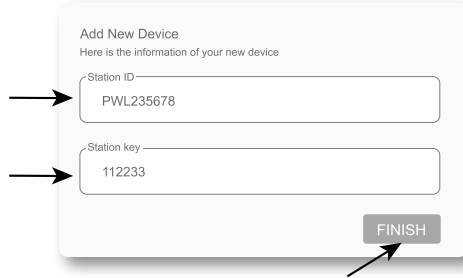 Add New Device
Here is the information of your new device
Station ID
PWL235678
Station key
112233
FINISH